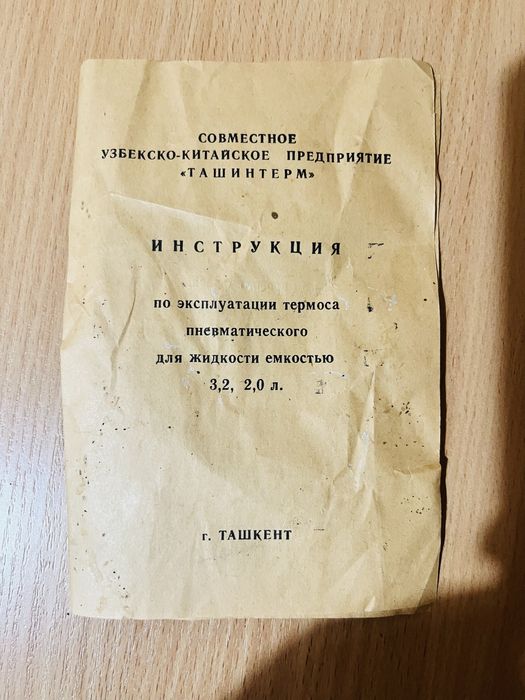 СОВМЕСТНОЕ
УЗБЕКСКО-КИТАЙСКОЕ ПРЕДПРИЯТИЕ
«ТАШИНТЕРМ»
ИНСТРУКЦИЯ
по эксплуатации термоса
пневматического
для жидкости емкостью
3,2, 2,0 л.
г. ТАШКЕНТ